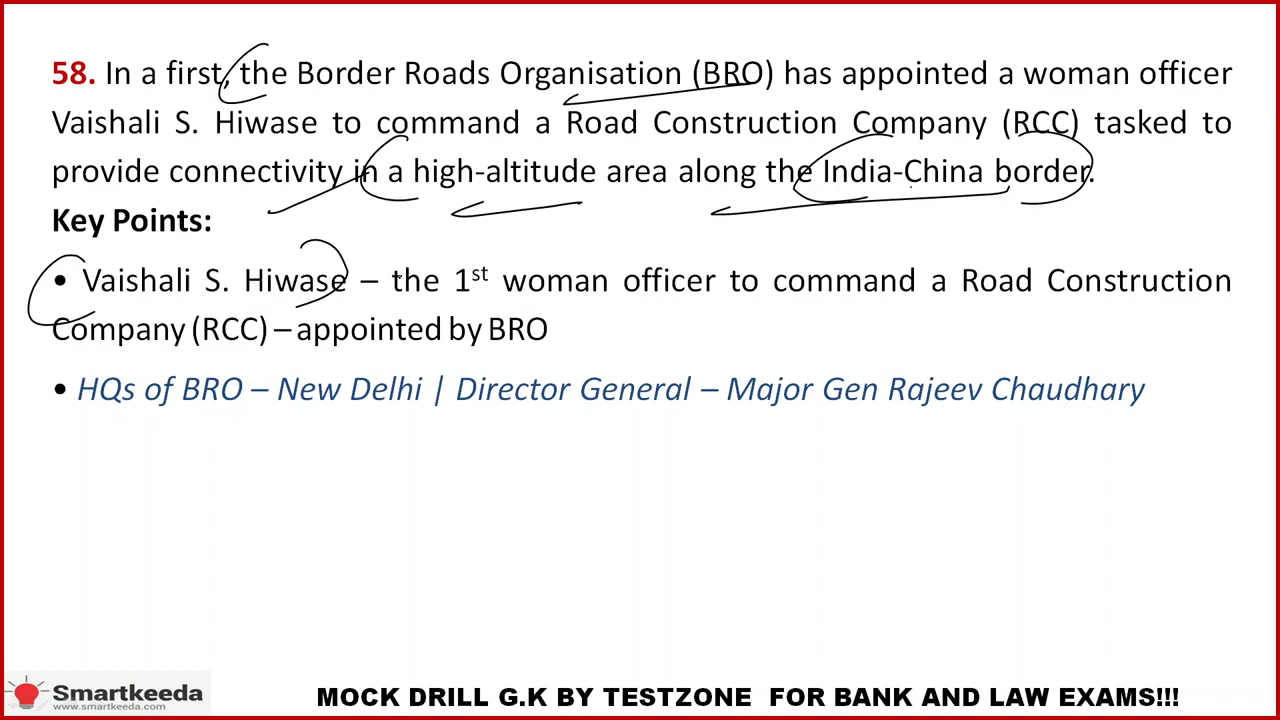 58. In a first, the Border Roads Organisation (BRO) has appointed a woman officer
Vaishali S. Hiwase to command a Road Construction Company (RCC) tasked to
provide connectivity in a high-altitude area along the India-China border.
Key Points:
• Vaishali S. Hiwase – the 1st woman officer to command a Road Construction
Company (RCC) – appointed by BRO
• HQs of BRO – New Delhi | Director General – Major Gen Rajeev Chaudhary
Smartkeeda
www.smartkeeda.com
MOCK DRILL G.K BY TESTZONE FOR BANK AND LAW EXAMS!!!